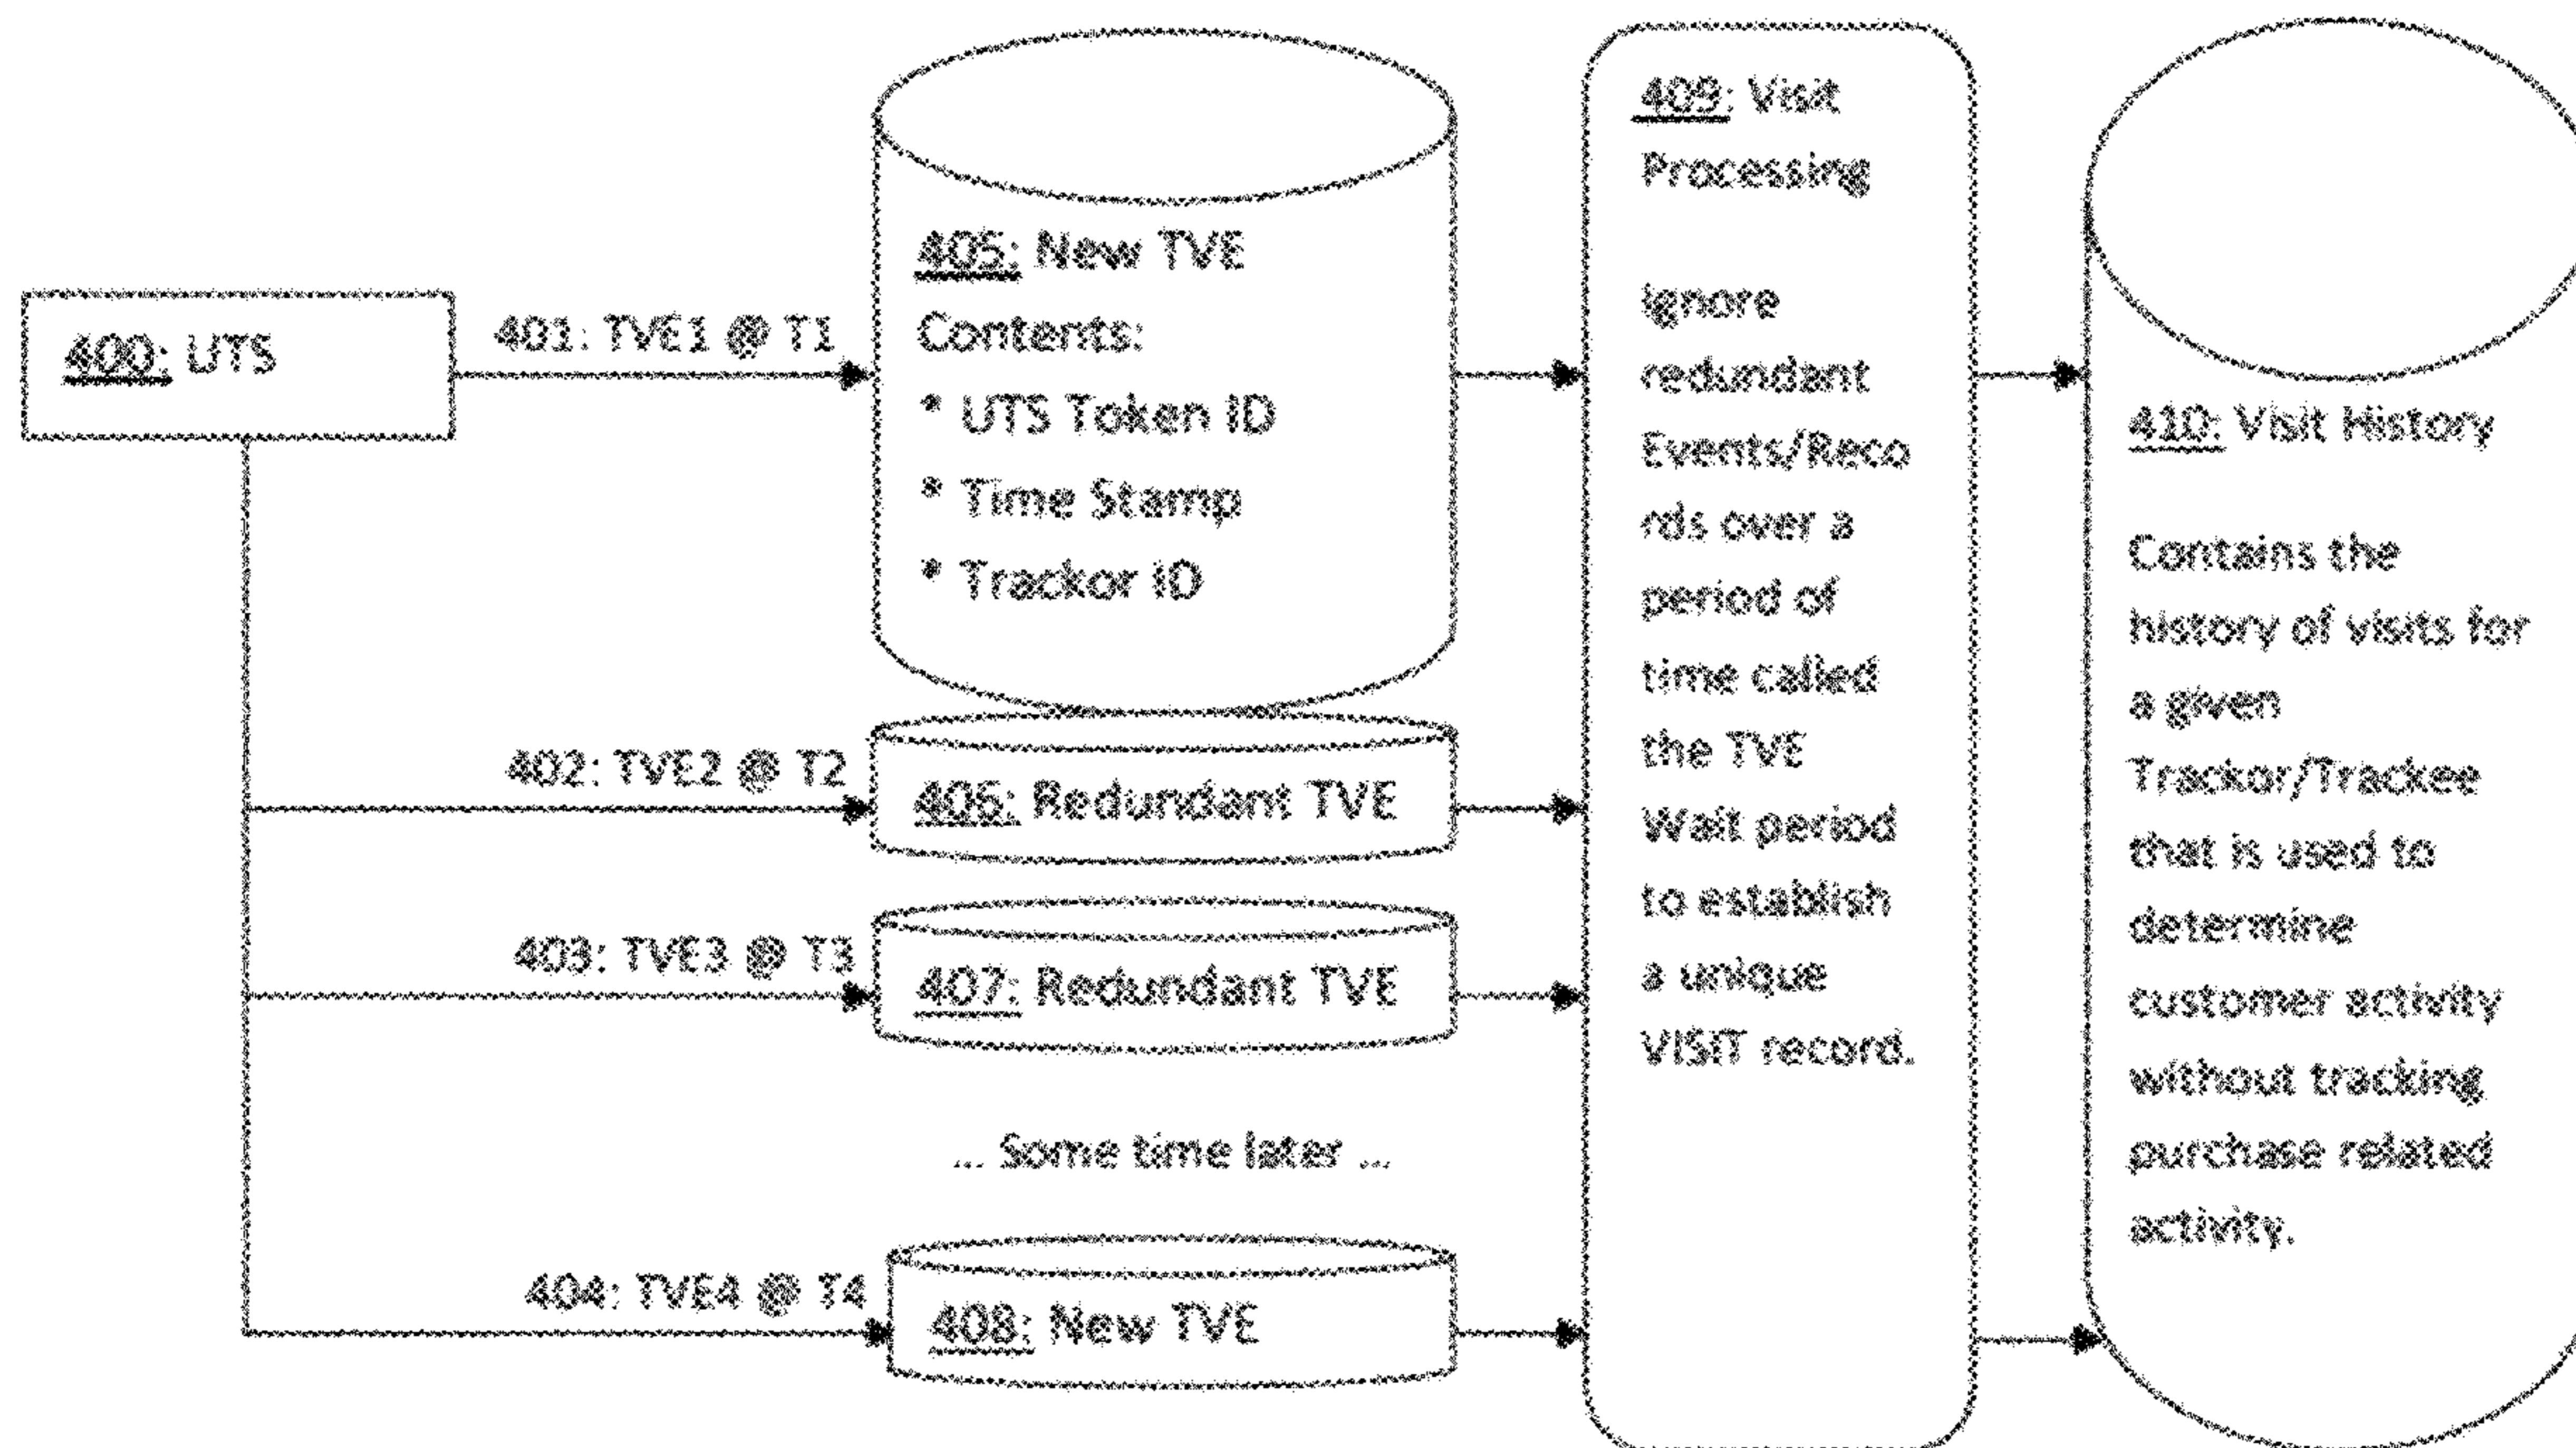 400: UTS
401: TVE1 @ T1
405: New TVE
Contents:
* UTS Token ID
* Time Stamp
* Trackor ID
402: TVE2 @ T2
406: Redundant TVE
403: TVE3 @ T3
407: Redundant TVE
... Some time later ...
404: TVE4 @ T4
408: New TVE
409: Visit
Processing
Ignore
redundant
Events/Reco
rds over a
period of
time called
the TVE
Wait period
to establish
a unique
VISIT record.
410: Visit History
Contains the
history of visits for
a given
Trackor/Trackee
that is used to
determine
customer activity
without tracking
purchase related
activity.